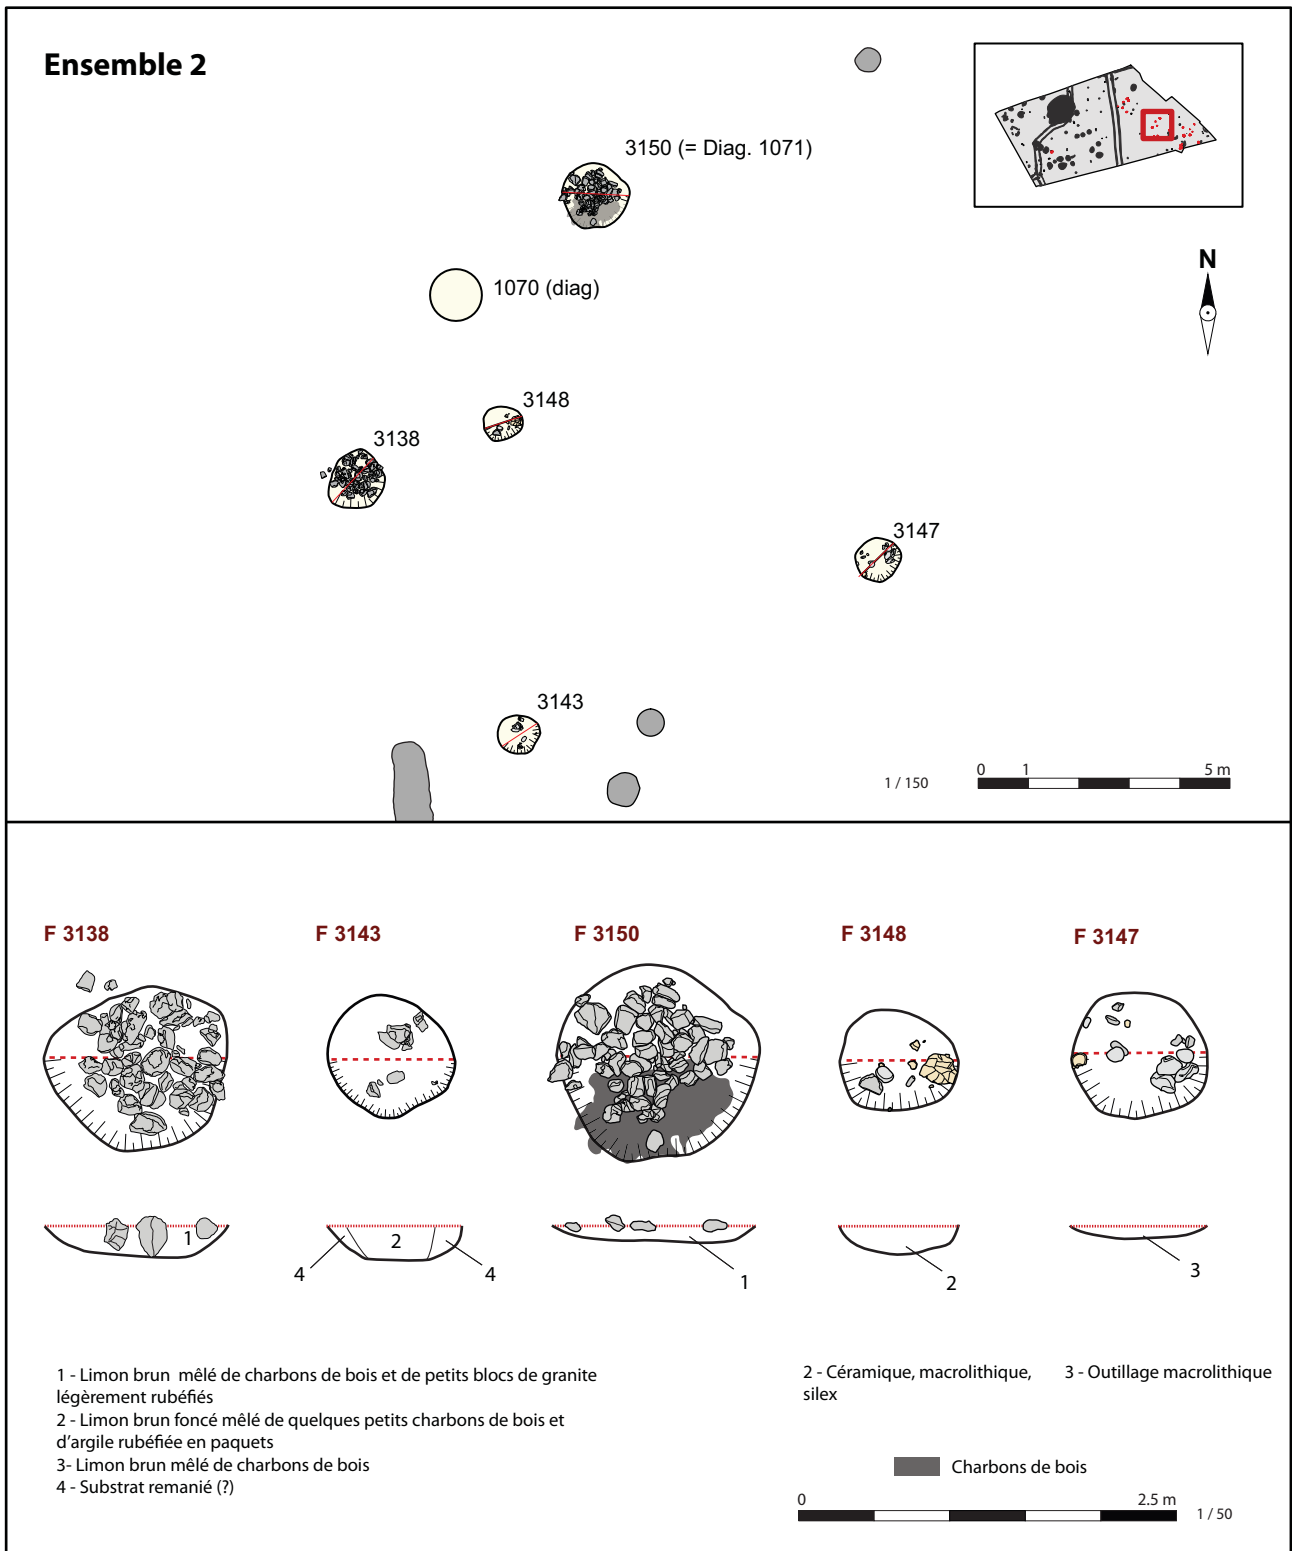 Ensemble 2
3150 (= Diag. 1071)
N
1070 (diag)
3148
3138
3147
3143
1 / 150
0 1 5 m
F 3138
F 3143
F 3150
F 3148
F 3147
1
2
4
4
1
2
3
1 - Limon brun mêlé de charbons de bois et de petits blocs de granite
légèrement rubéfiés
2 - Limon brun foncé mêlé de quelques petits charbons de bois et
d'argile rubéfiée en paquets
3- Limon brun mêlé de charbons de bois
4 - Substrat remanié (?)
2 - Céramique, macrolithique,
silex
3 - Outillage macrolithique
Charbons de bois
0 2.5 m
1 / 50